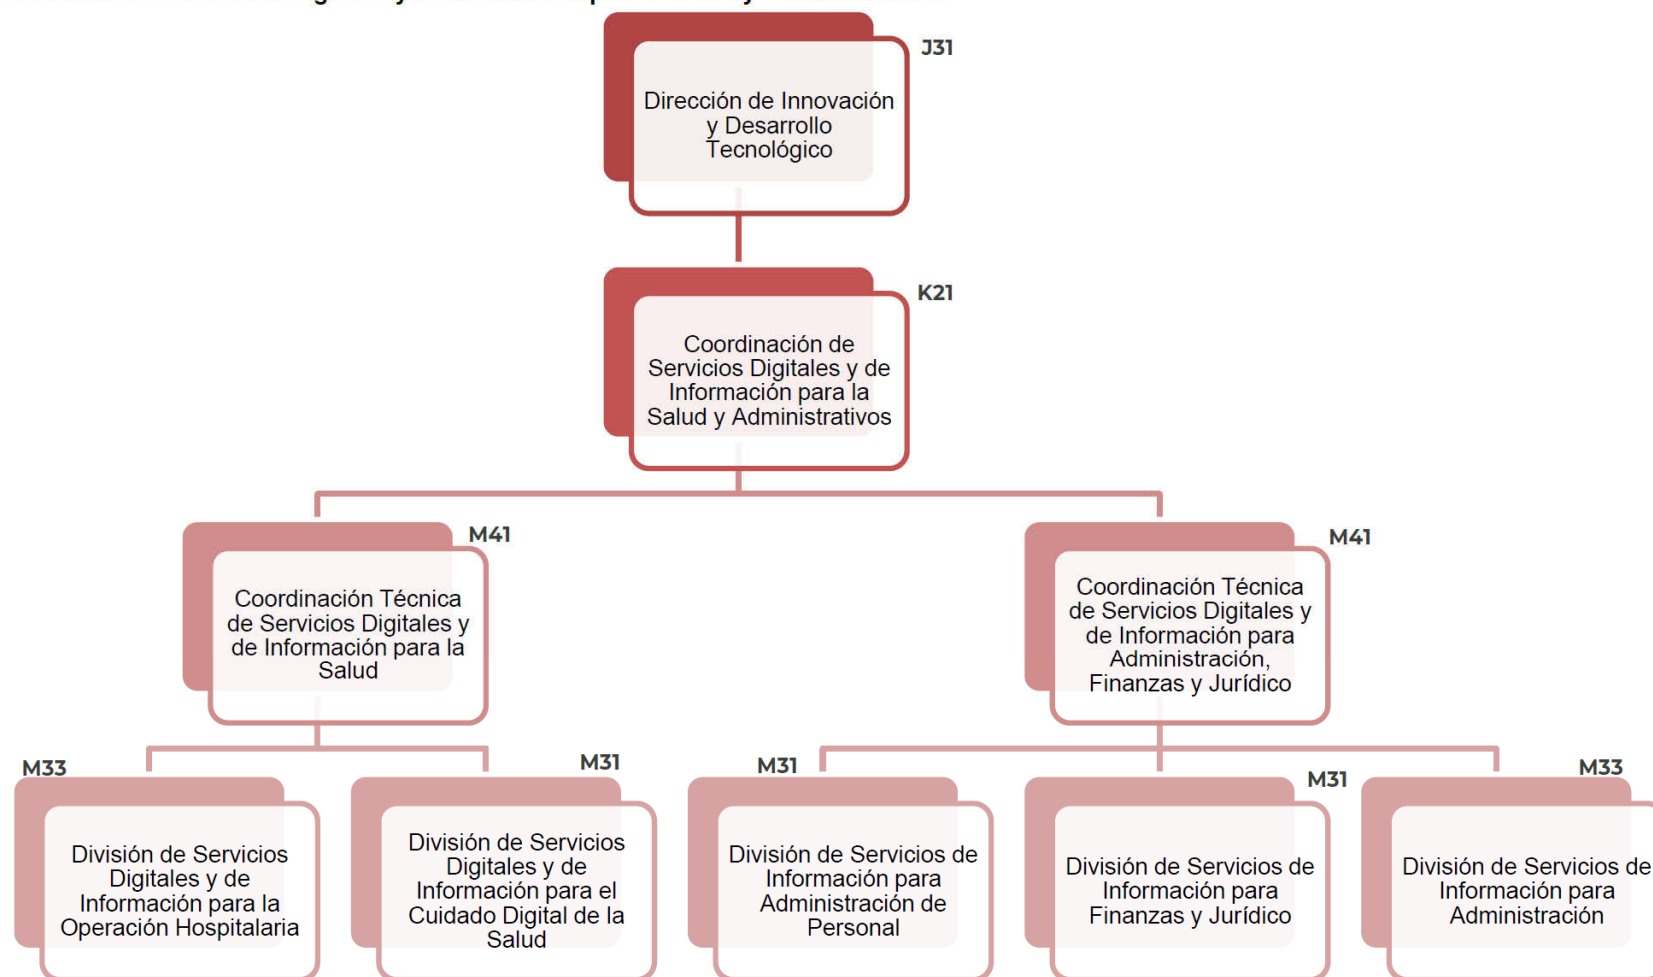 J31
Dirección de Innovación
y Desarrollo
Tecnológico
K21
Coordinación de
Servicios Digitales y de
Información para la
Salud y Administrativos
M41
Coordinación Técnica
de Servicios Digitales y
de Información para la
Salud
M41
Coordinación Técnica
de Servicios Digitales y
de Información para
Administración,
Finanzas y Jurídico
M33
División de Servicios
Digitales y de
Información para la
Operación Hospitalaria
M31
División de Servicios
Digitales y de
Información para el
Cuidado Digital de la
Salud
M31
División de Servicios de
Información para
Administración de
Personal
M31
División de Servicios de
Información para
Finanzas y Jurídico
M33
División de Servicios de
Información para
Administración